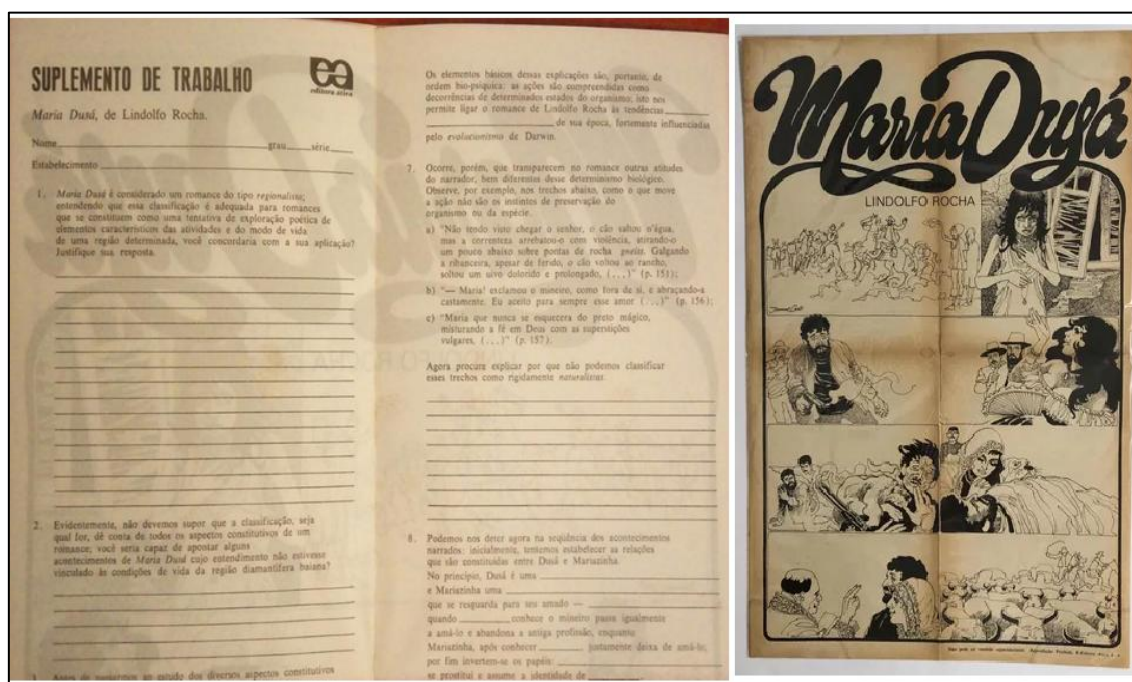 SUPLEMENTO DE TRABALHO
ea
editora ática
Maria Dusá, de Lindolfo Rocha.
Nome grau série
Estabelecimento
1. Maria Dusá é considerado um romance do tipo regionalista;
entendendo que essa classificação é adequada para romances
que se constituem como uma tentativa de exploração poética de
elementos característicos das atividades e do modo de vida
de uma região determinada, você concordaria com a sua aplicação?
Justifique sua resposta.
2. Evidentemente, não devemos supor que a classificação, seja
qual for, dê conta de todos os aspectos constitutivos de um
romance; você seria capaz de apontar alguns
acontecimentos de Maria Dusá cujo entendimento não estivesse
vinculado às condições de vida da região diamantífera baiana?
aspectos constitutivos
Os elementos básicos dessas explicações são, portanto, de
ordem bio-psíquica: as ações são compreendidas como
decorrências de determinados estados do organismo; isto nos
permite ligar o romance de Lindolfo Rocha às tendências
de sua época, fortemente influenciadas
pelo evolucionismo de Darwin.
7. Ocorre, porém, que transparecem no romance outras atitudes
do narrador, bem diferentes desse determinismo biológico.
Observe, por exemplo, nos trechos abaixo, como o que move
a ação não são os instintos de preservação do
organismo ou da espécie.
a) "Não tendo visto chegar o senhor, o cão saltou n'água,
mas a correnteza arrebatou-o com violência, atirando-o
um pouco abaixo sobre pontas de rocha gneiss. Galgando
a ribanceira, apesar de ferido, o cão voltou ao rancho,
soltou um uivo dolorido e prolongado, (...)" (p. 151);
b) "— Maria! exclamou o mineiro, como fora de si, e abraçando-a
castamente. Eu aceito para sempre esse amor (...)" (p. 156);
c) "Maria que nunca se esquecera do preto mágico,
misturando a fé em Deus com as superstições
vulgares, (...)" (p. 157).
Agora procure explicar por que não podemos classificar
esses trechos como rigidamente naturalistas.
8. Podemos nos deter agora na seqüência dos acontecimentos
narrados: inicialmente, tentemos estabelecer as relações
que são constituídas entre Dusá e Mariazinha.
No princípio, Dusá é uma
e Mariazinha uma
que se resguarda para seu amado —
quando conhece o mineiro passa igualmente
a amá-lo e abandona a antiga profissão, enquanto
Mariazinha, após conhecer justamente deixa de amá-lo;
por fim invertem-se os papéis:
se prostitui e assume a identidade de
Maria Dusá
LINDOLFO ROCHA